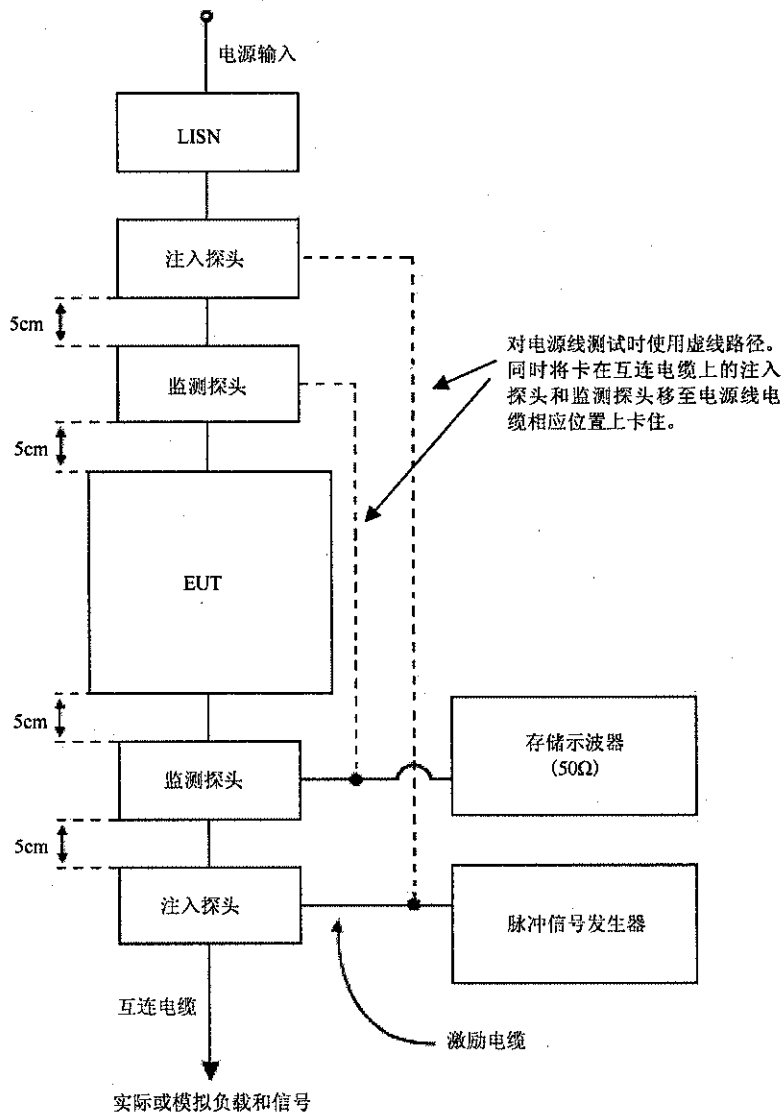 电源输入
LISN
注入探头
5cm
监测探头
对电源线测试时使用虚线路径。
同时将卡在互连电缆上的注入
探头和监测探头移至电源线电
缆相应位置上卡住。
5cm
EUT
5cm
监测探头
存储示波器
(50Ω)
5cm
注入探头
脉冲信号发生器
互连电缆
激励电缆
实际或模拟负载和信号